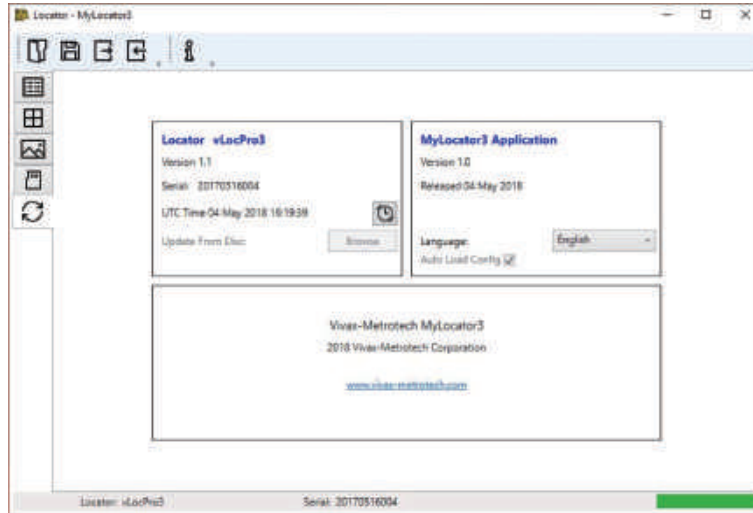 Locator - MyLocator3
Locator vLocPro3
Version 1.1
Serial: 20170516004
UTC Time 04 May 2018 16:19:39
Update From Disc:
Browse
MyLocator3 Application
Version 1.0
Released 04 May 2018
Language:
English
Auto Load Config
Vivax-Metrotech MyLocator3
2018 Vivax-Metrotech Corporation
www.vivax-metrotech.com
Locator: vLocPro3
Serial: 20170516004